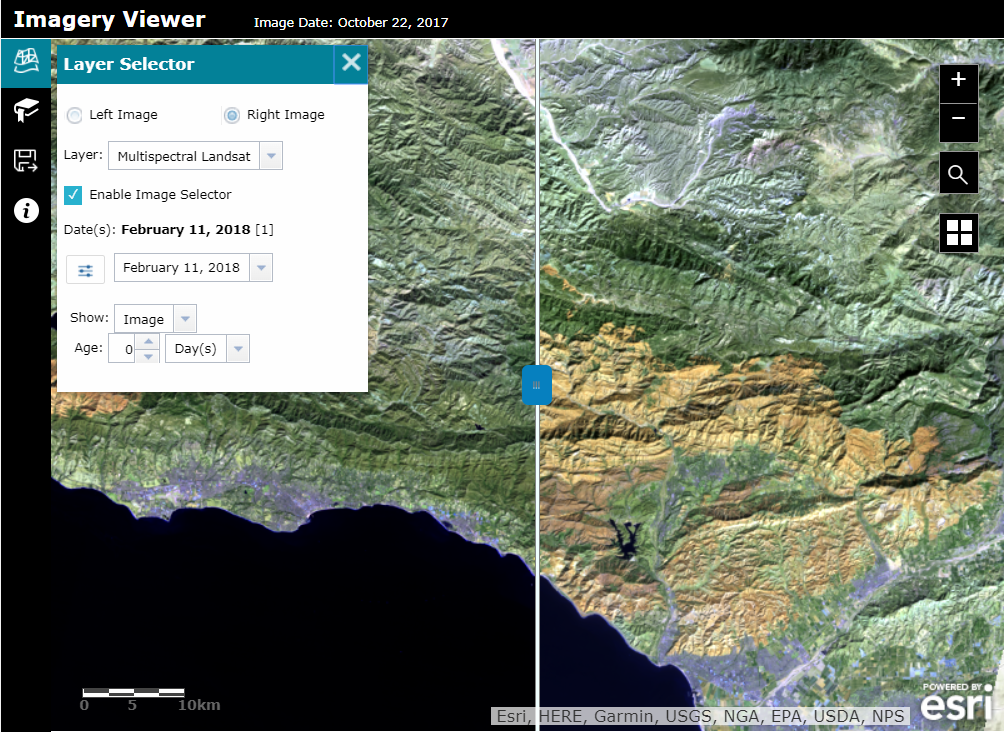 Imagery Viewer
Image Date: October 22, 2017
Layer Selector
Left Image
Right Image
Layer: Multispectral Landsat
Enable Image Selector
Date(s): February 11, 2018 [1]
February 11, 2018
Show: Image
Age: 0 Day(s)
0 5 10km
Esri, HERE, Garmin, USGS, NGA, EPA, USDA, NPS
POWERED BY
esri